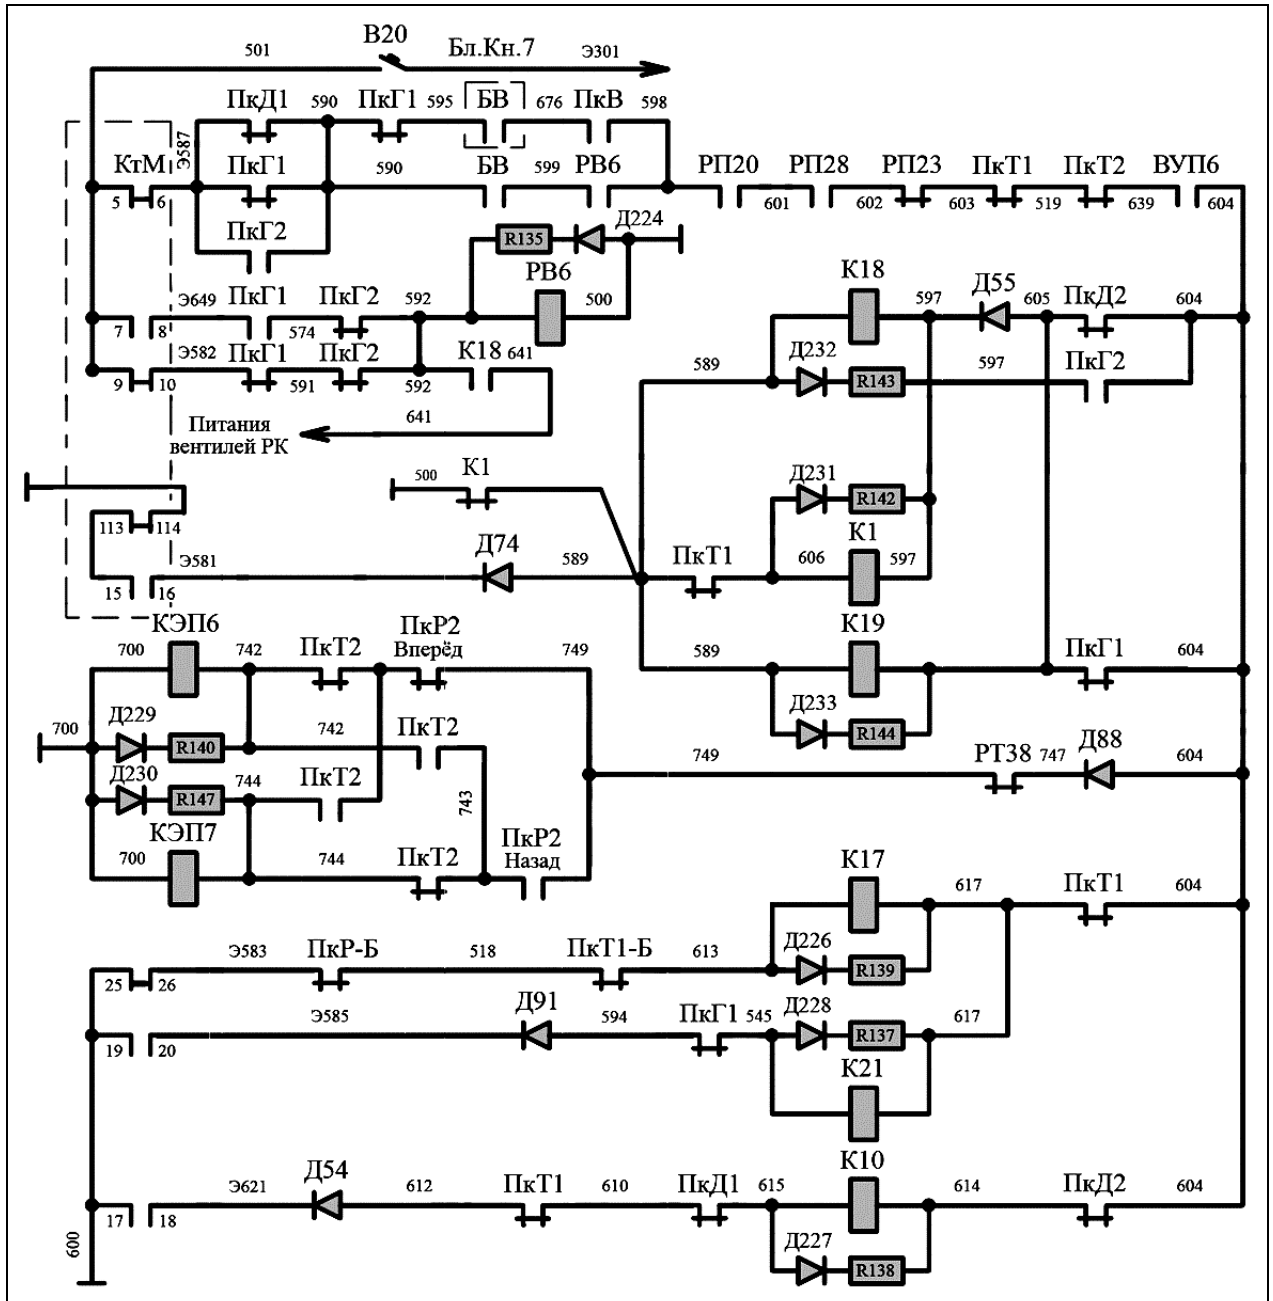 501 В20 Бл.Кн.7 Э301
ПкД1 590 ПкГ1 595 БВ 676 ПкВ 598
Э587
КтМ ПкГ1 590 БВ 599 РВ6 РП20 РП28 РП23 ПкТ1 ПкТ2 ВУП6
5 6 601 602 603 519 639 604
ПкГ2 R135 Д224
РВ6 500
Э649 ПкГ1 ПкГ2 592
7 8 574
Э582 ПкГ1 ПкГ2 К18 641
9 10 591 592
641
Питания
вентилей РК
К18 597 Д55 605 ПкД2 604
589 Д232 R143 597 ПкГ2
500 К1 Д231 R142
113 114
Э581 Д74 589 ПкТ1 606 К1 597
15 16
КЭП6 ПкТ2 ПкР2
Вперёд
700 742 749
589 К19 ПкГ1 604
Д233 R144
700 Д229 R140 742 ПкТ2
Д230 R147 744 ПкТ2 743
749 РТ38 747 Д88 604
КЭП7 ПкР2
Назад
700 744 ПкТ2
К17 617 ПкТ1 604
Э583 ПкР-Б 518 ПкТ1-Б 613 Д226 R139
25 26
Э585 Д91 594 ПкГ1 545 Д228 R137 617
19 20
К21
К10
Э621 Д54 612 ПкТ1 610 ПкД1 615 614 ПкД2 604
17 18
600
Д227 R138